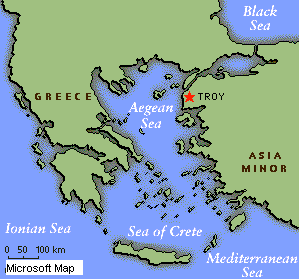 Black
Sea
GREECE
TROY
Aegean
Sea
ASIA
MINOR
Ionian Sea
Sea of Crete
Mediterranean
Sea
0 50 100 km
Microsoft Map